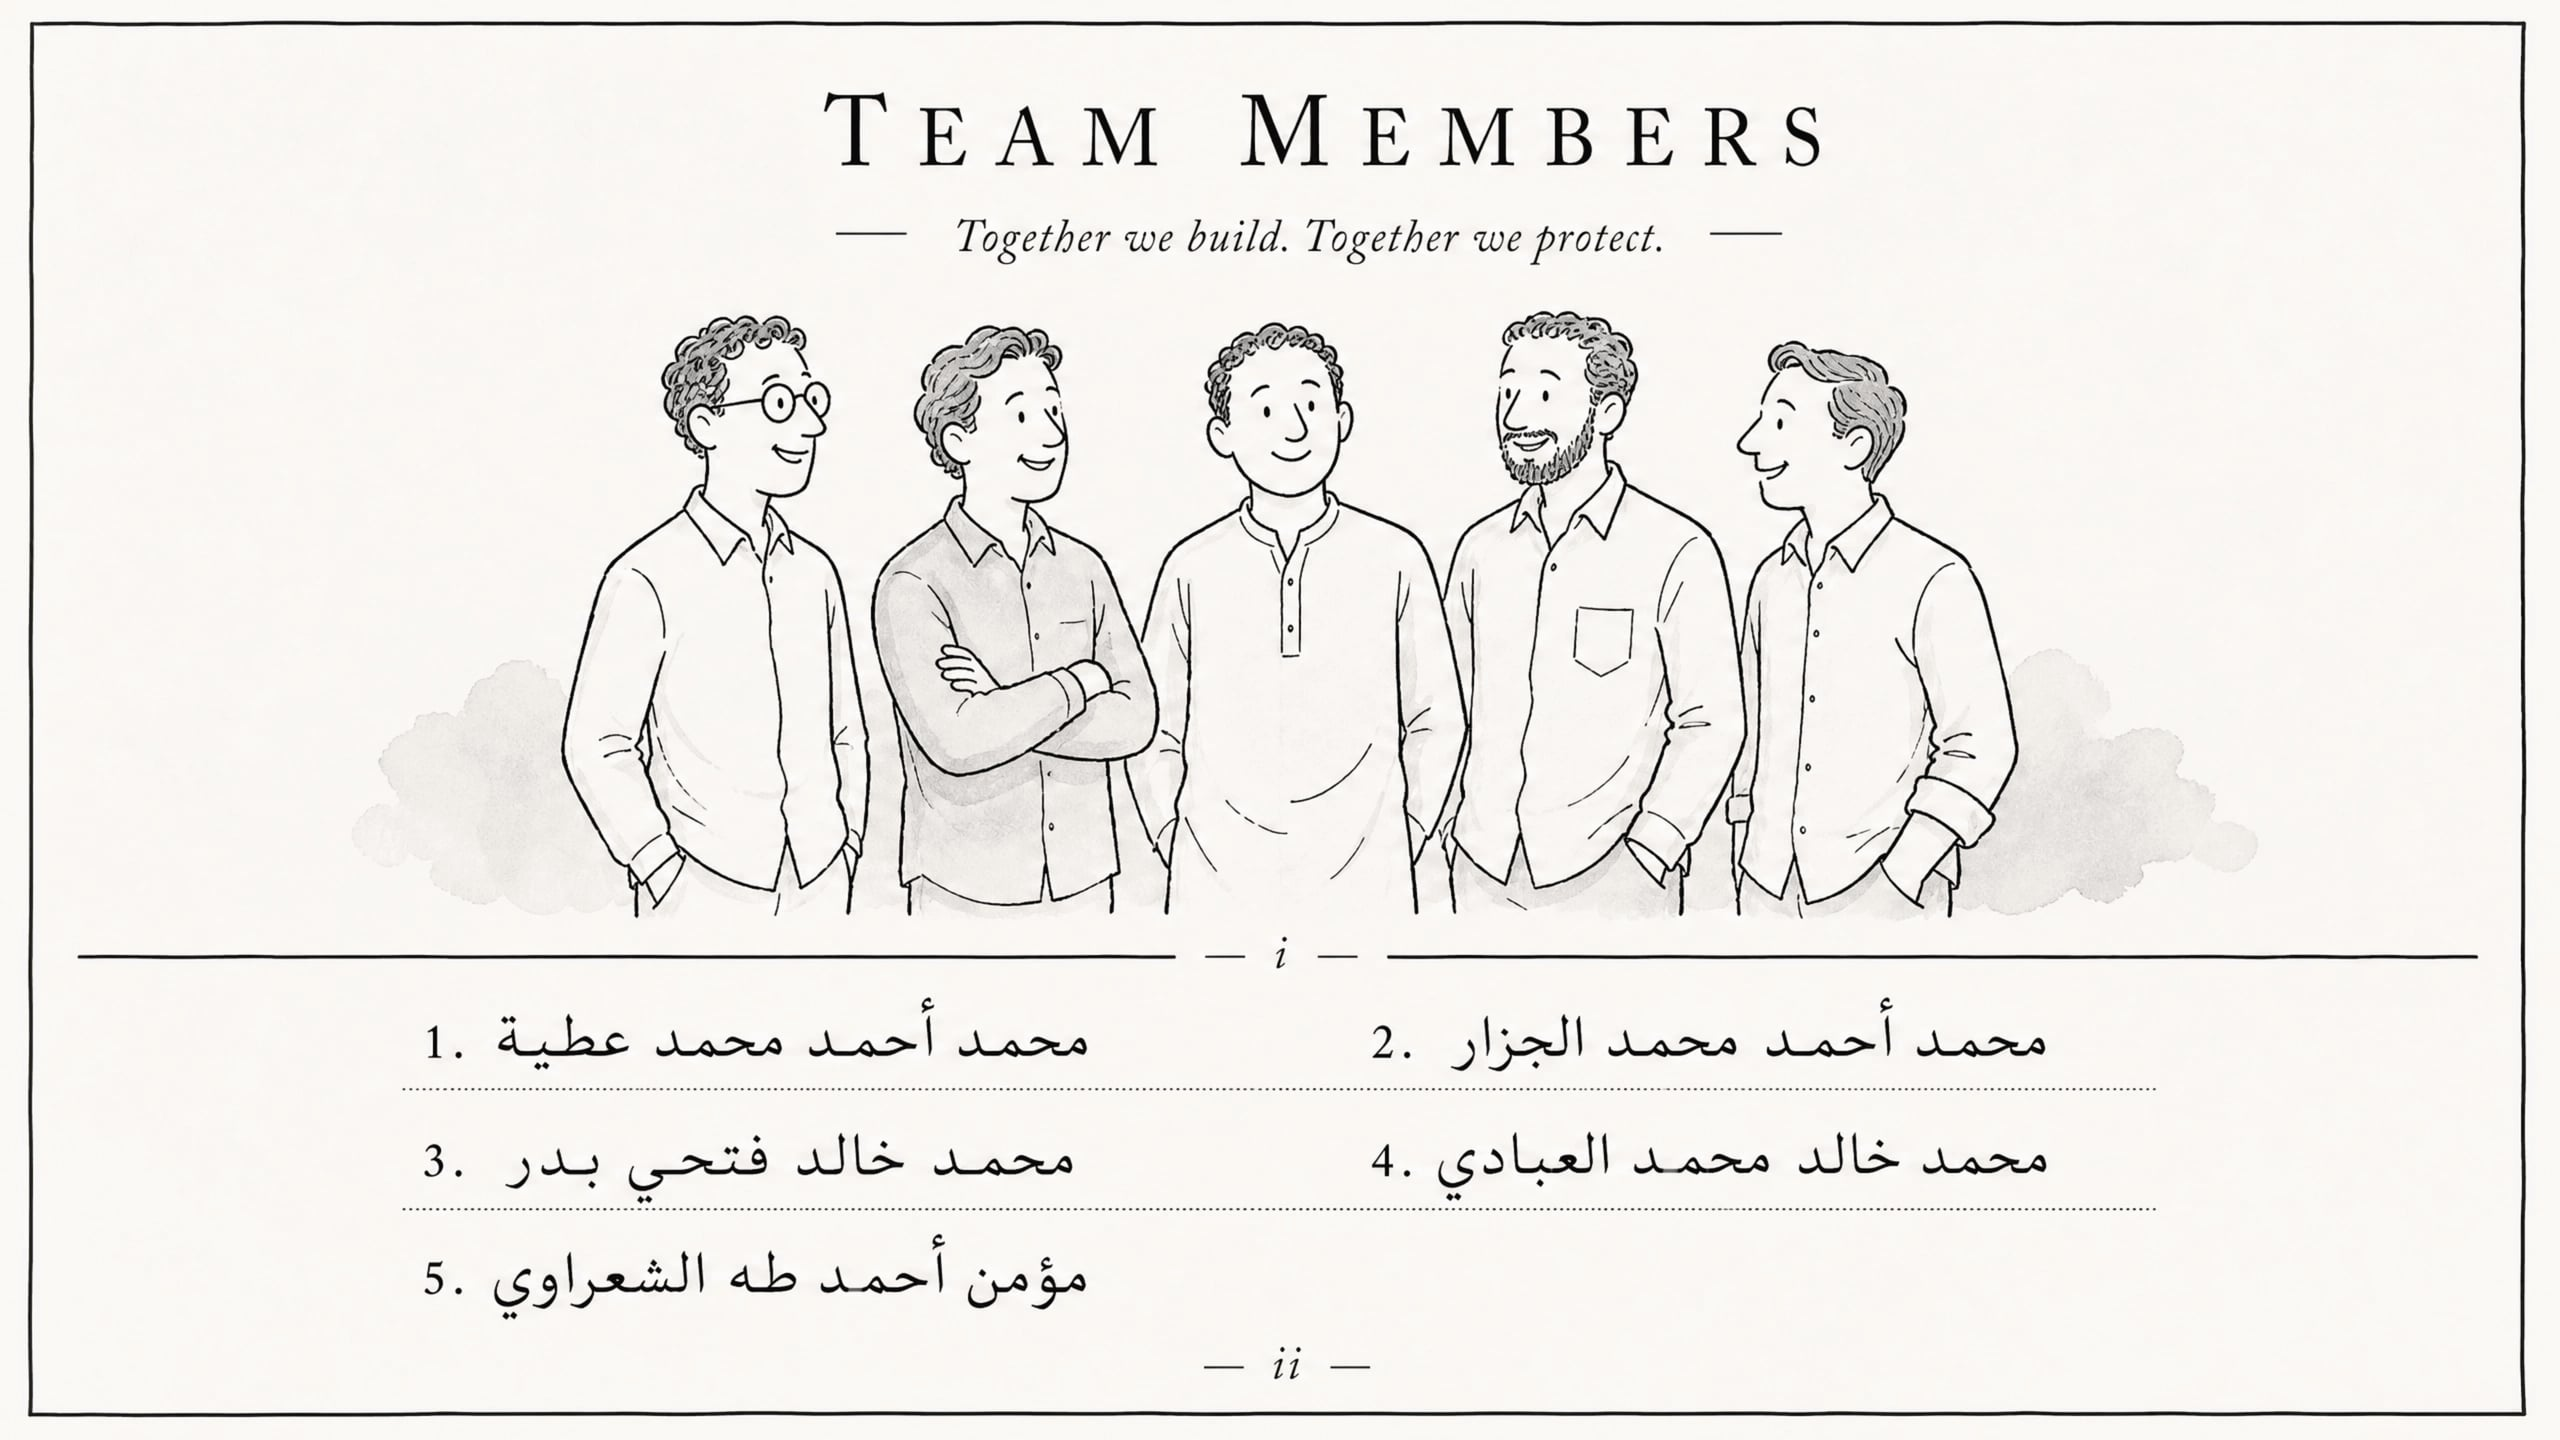 TEAM MEMBERS
— Together we build. Together we protect. —
— i —
1. محمد أحمد محمد عطية
2. محمد أحمد محمد الجزار
3. محمد خالد فتحي بدر
4. محمد خالد محمد العبادي
5. مؤمن أحمد طه الشعراوي
— ii —